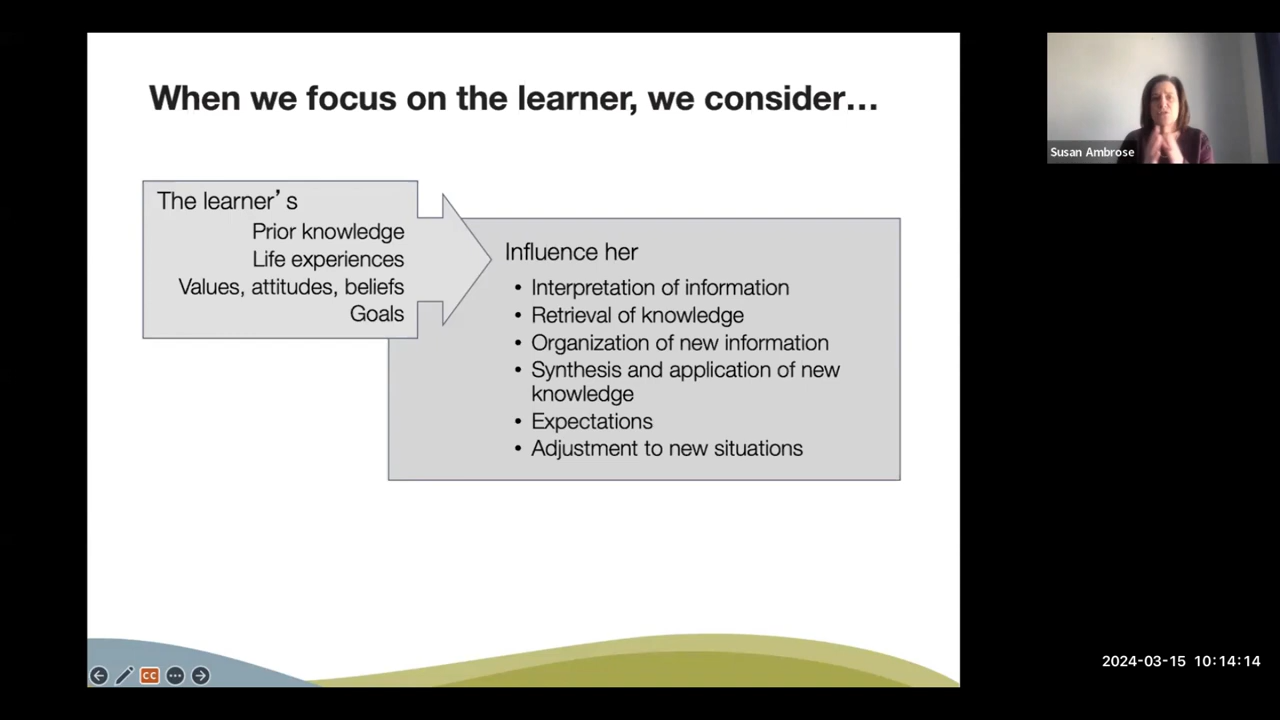 When we focus on the learner, we consider…
The learner’s
Prior knowledge
Life experiences
Values, attitudes, beliefs
Goals
Influence her
• Interpretation of information
• Retrieval of knowledge
• Organization of new information
• Synthesis and application of new
knowledge
• Expectations
• Adjustment to new situations
Susan Ambrose
CC
2024-03-15 10:14:14